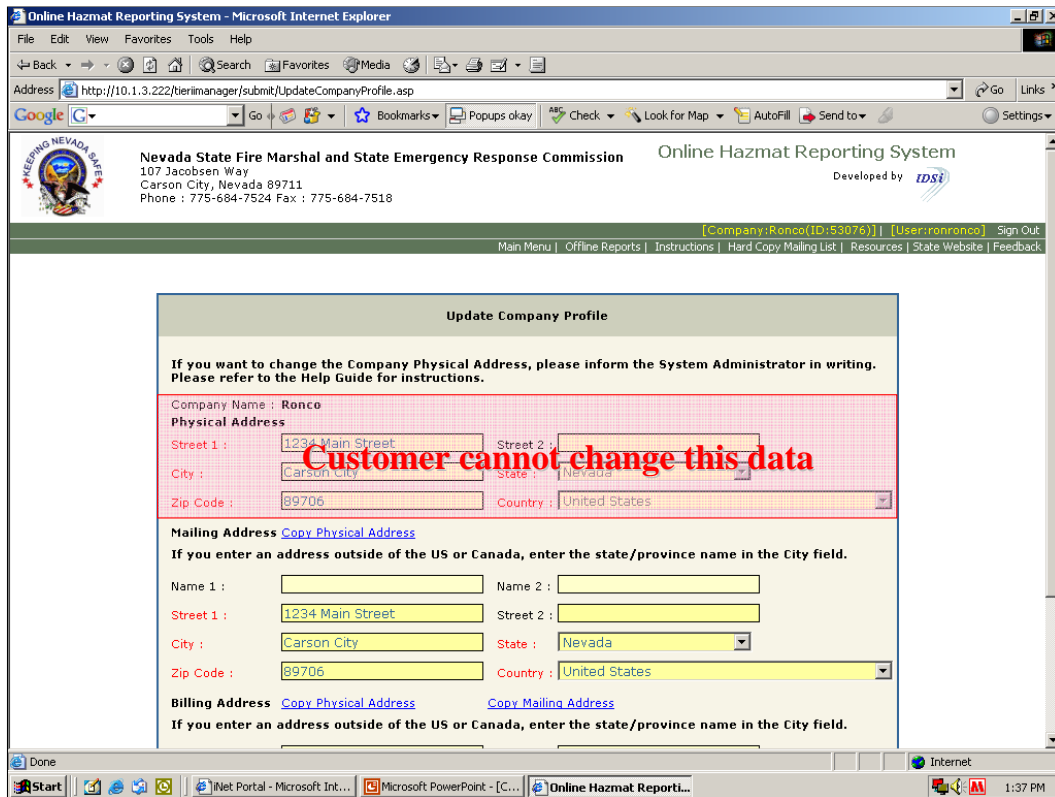 Online Hazmat Reporting System - Microsoft Internet Explorer
File Edit View Favorites Tools Help
Back Search Favorites Media
Address http://10.1.3.222/tieriimanager/submit/UpdateCompanyProfile.asp Go Links
Google G Go Bookmarks Popups okay ABC Check Look for Map AutoFill Send to Settings
KEEPING NEVADA SAFE
Nevada State Fire Marshal and State Emergency Response Commission
107 Jacobsen Way
Carson City, Nevada 89711
Phone : 775-684-7524 Fax : 775-684-7518
Online Hazmat Reporting System
Developed by IDSi
[Company:Ronco(ID:53076)] | [User:ronronco] Sign Out
Main Menu | Offline Reports | Instructions | Hard Copy Mailing List | Resources | State Website | Feedback
Update Company Profile
If you want to change the Company Physical Address, please inform the System Administrator in writing.
Please refer to the Help Guide for instructions.
Company Name : Ronco
Physical Address
Street 1 : 1234 Main Street Street 2 :
Customer cannot change this data
City : Carson City State : Nevada
Zip Code : 89706 Country : United States
Mailing Address Copy Physical Address
If you enter an address outside of the US or Canada, enter the state/province name in the City field.
Name 1 : Name 2 :
Street 1 : 1234 Main Street Street 2 :
City : Carson City State : Nevada
Zip Code : 89706 Country : United States
Billing Address Copy Physical Address Copy Mailing Address
If you enter an address outside of the US or Canada, enter the state/province name in the City field.
Done Internet
Start iNet Portal - Microsoft Int... Microsoft PowerPoint - [C... Online Hazmat Reporti... 1:37 PM